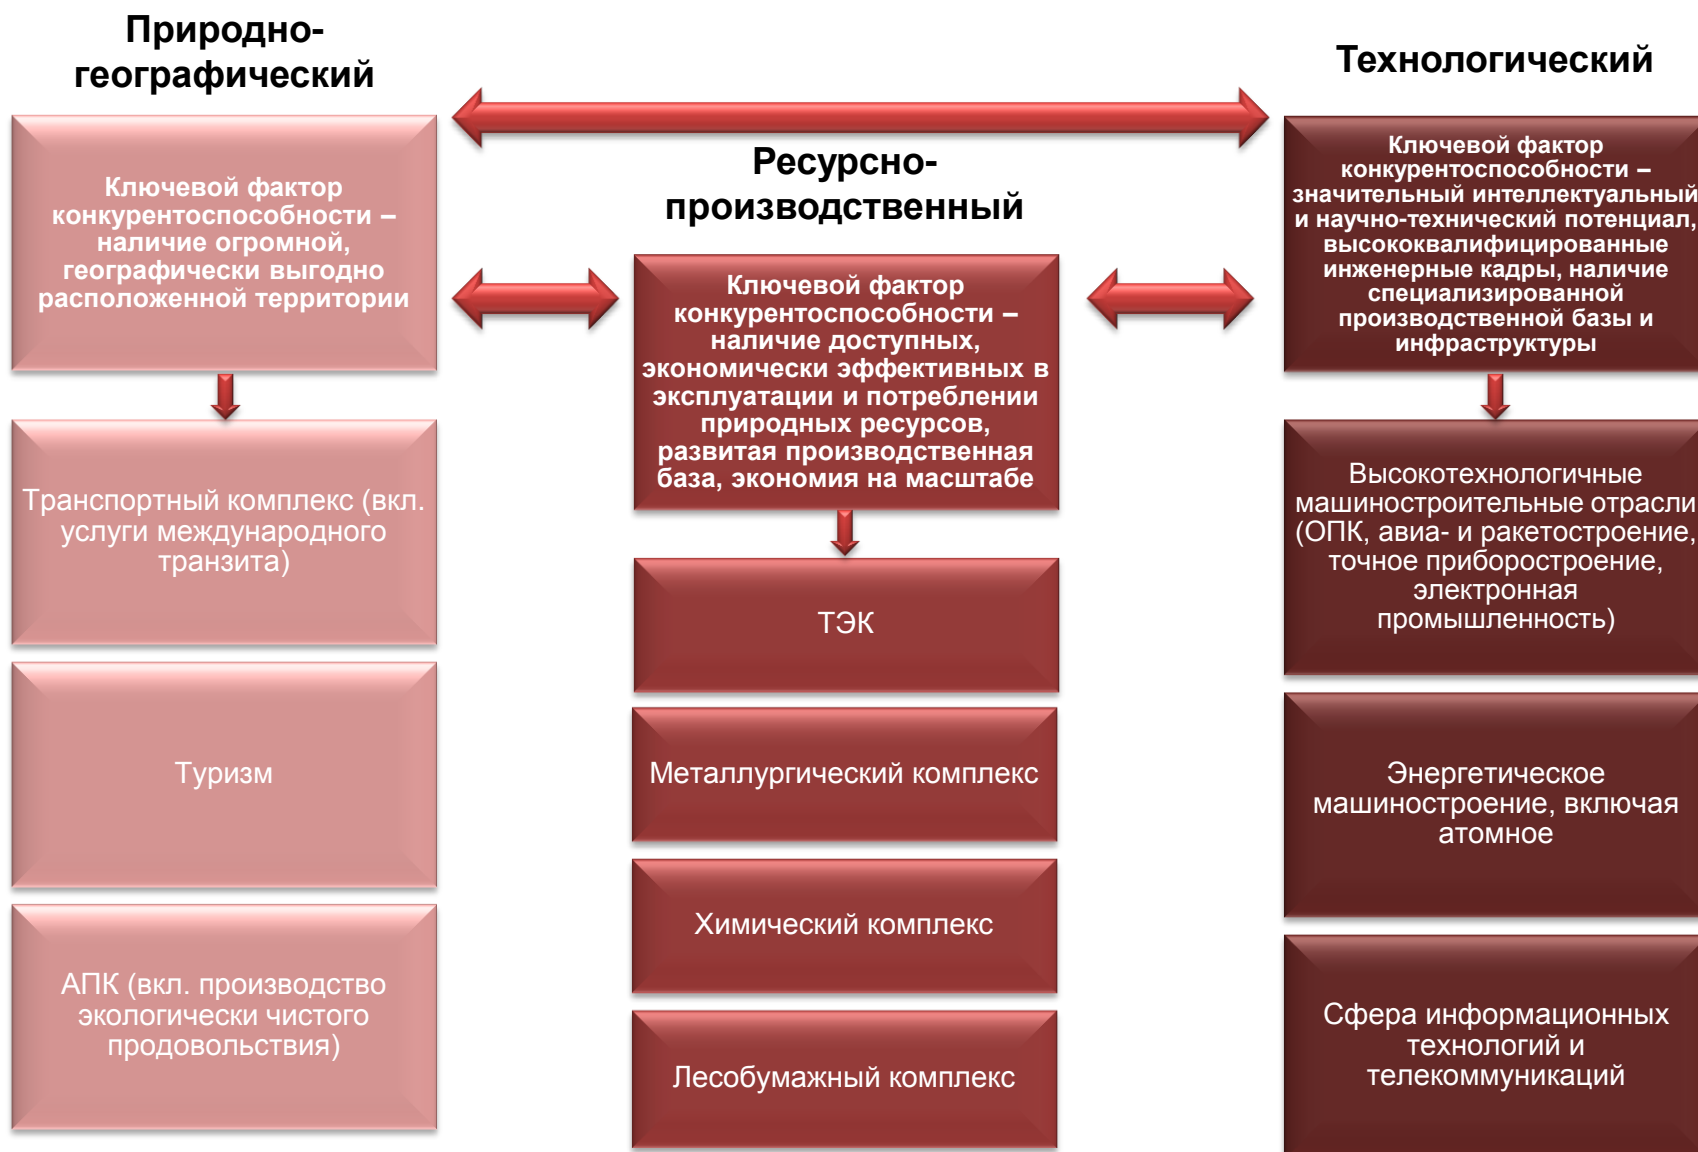 Природно-
географический
Ключевой фактор
конкурентоспособности –
наличие огромной,
географически выгодно
расположенной территории
Транспортный комплекс (вкл.
услуги международного
транзита)
Туризм
АПК (вкл. производство
экологически чистого
продовольствия)
Ресурсно-
производственный
Ключевой фактор
конкурентоспособности –
наличие доступных,
экономически эффективных в
эксплуатации и потреблении
природных ресурсов,
развитая производственная
база, экономия на масштабе
ТЭК
Металлургический комплекс
Химический комплекс
Лесобумажный комплекс
Технологический
Ключевой фактор
конкурентоспособности –
значительный интеллектуальный
и научно-технический потенциал,
высококвалифицированные
инженерные кадры, наличие
специализированной
производственной базы и
инфраструктуры
Высокотехнологичные
машиностроительные отрасли
(ОПК, авиа- и ракетостроение,
точное приборостроение,
электронная
промышленность)
Энергетическое
машиностроение, включая
атомное
Сфера информационных
технологий и
телекоммуникаций